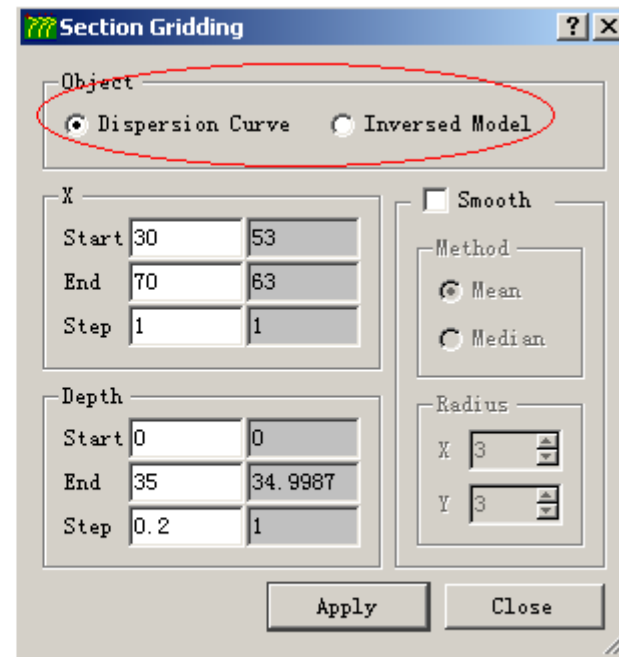 Section Gridding
Object
Dispersion Curve Inversed Model
X
Start 30 53
End 70 63
Step 1 1
Depth
Start 0 0
End 35 34.9987
Step 0.2 1
Smooth
Method
Mean
Median
Radius
X 3
Y 3
Apply Close